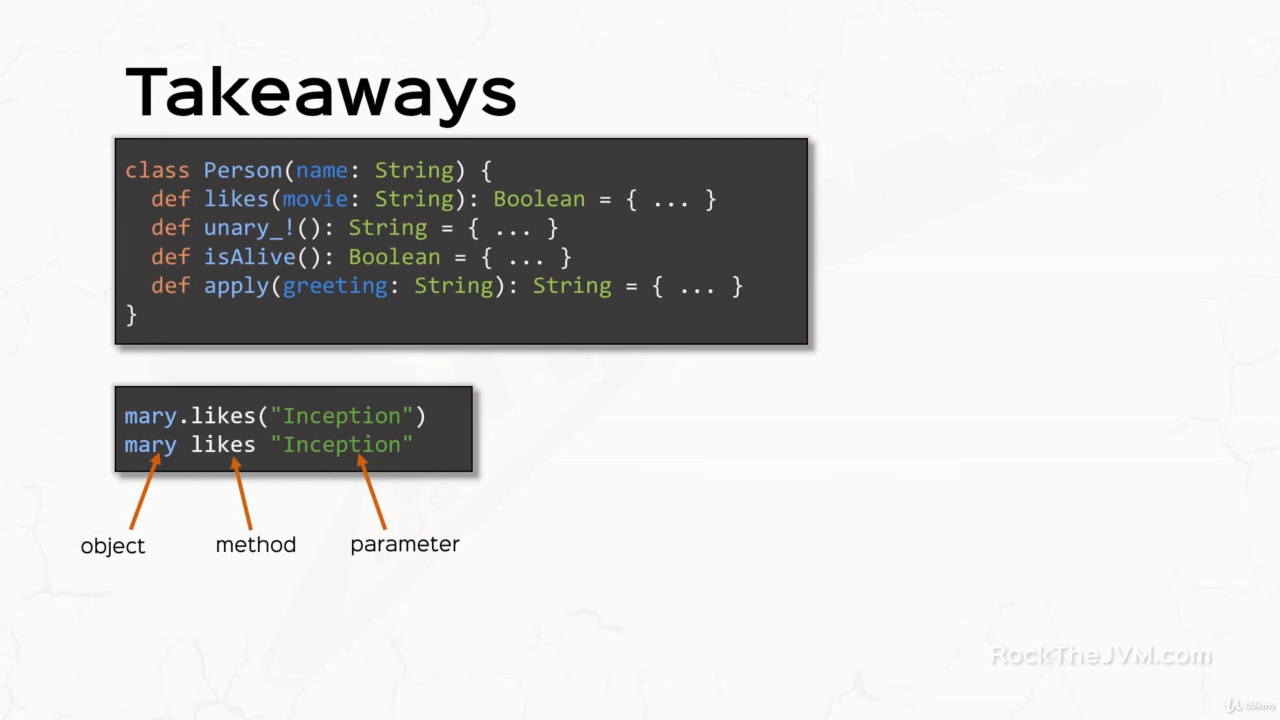 Takeaways
class Person(name: String) {
  def likes(movie: String): Boolean = { ... }
  def unary_!(): String = { ... }
  def isAlive(): Boolean = { ... }
  def apply(greeting: String): String = { ... }
}
mary.likes("Inception")
mary likes "Inception"
object method parameter
RockTheJVM.com
Udemy